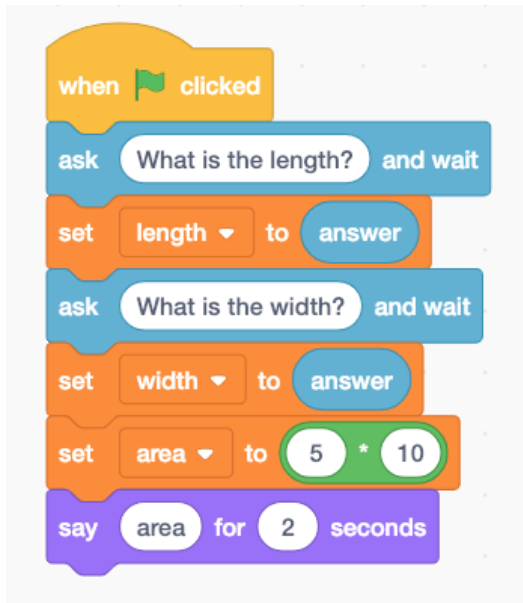 when clicked
ask What is the length? and wait
set length to answer
ask What is the width? and wait
set width to answer
set area to 5 * 10
say area for 2 seconds